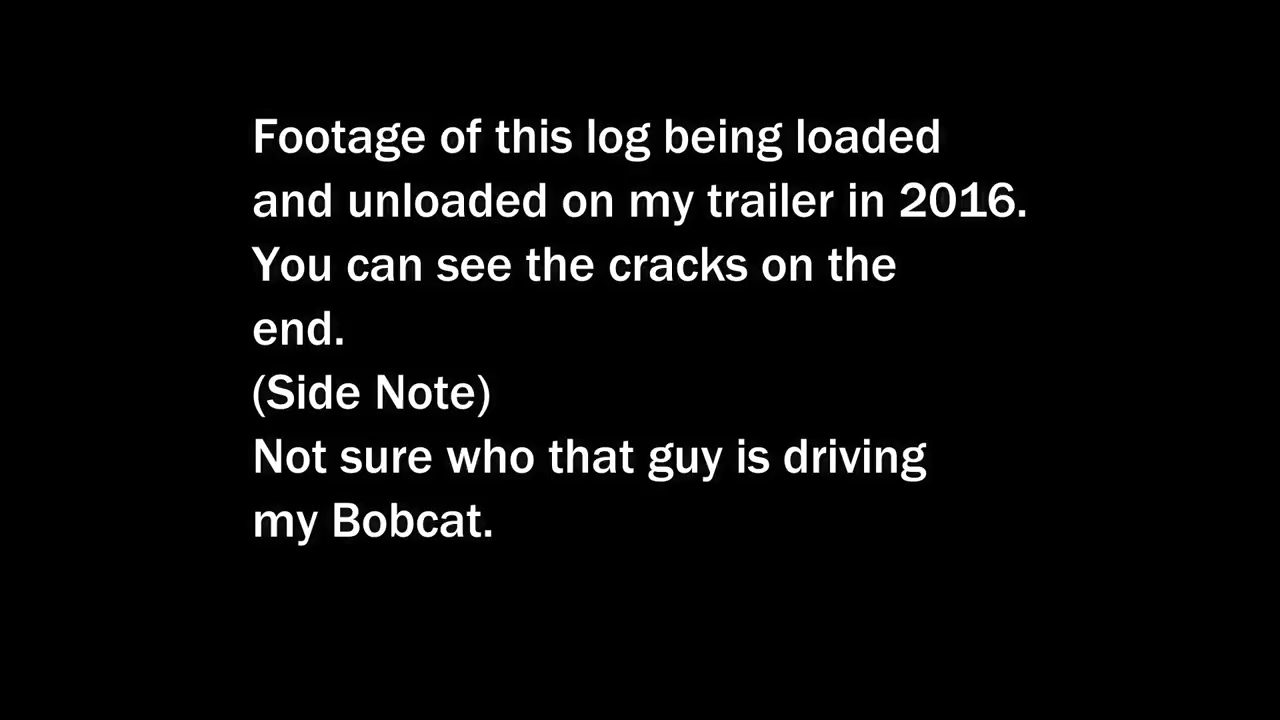 Footage of this log being loaded
and unloaded on my trailer in 2016.
You can see the cracks on the
end.
(Side Note)
Not sure who that guy is driving
my Bobcat.